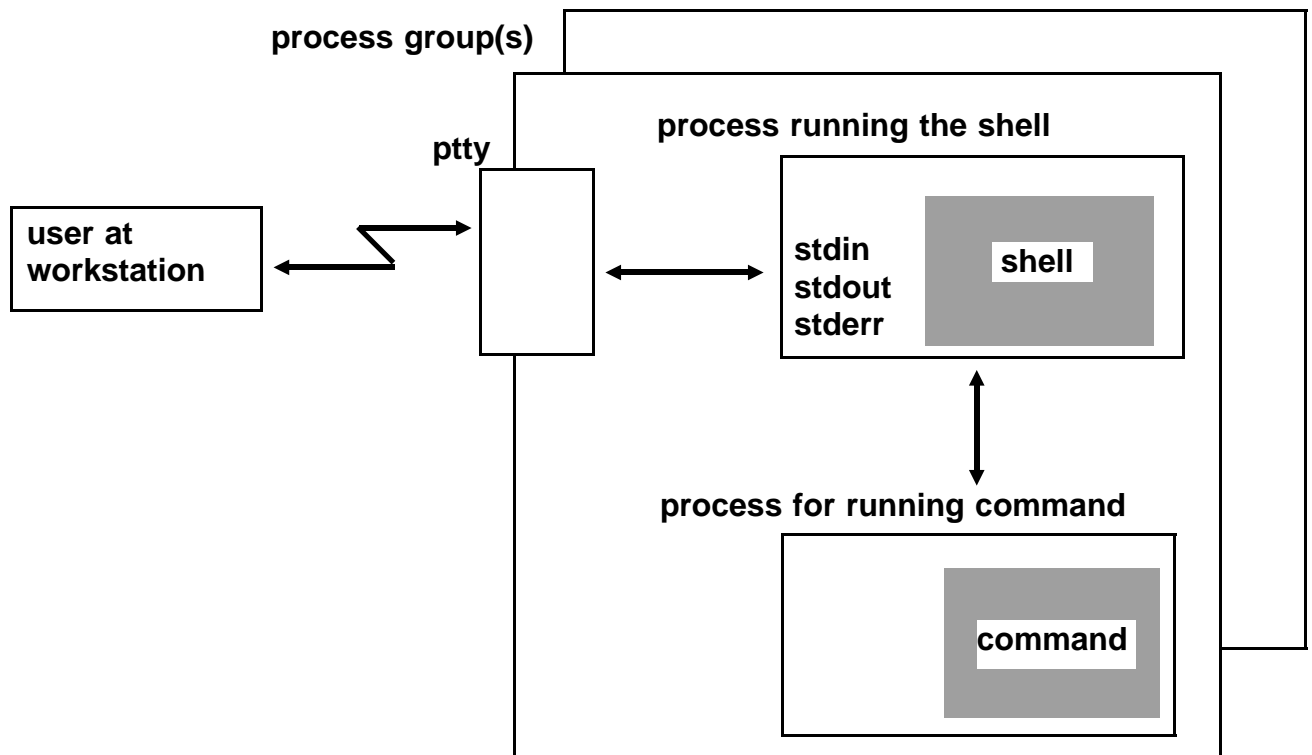 process group(s)
process running the shell
ptty
user at
workstation
stdin
stdout
stderr
shell
process for running command
command